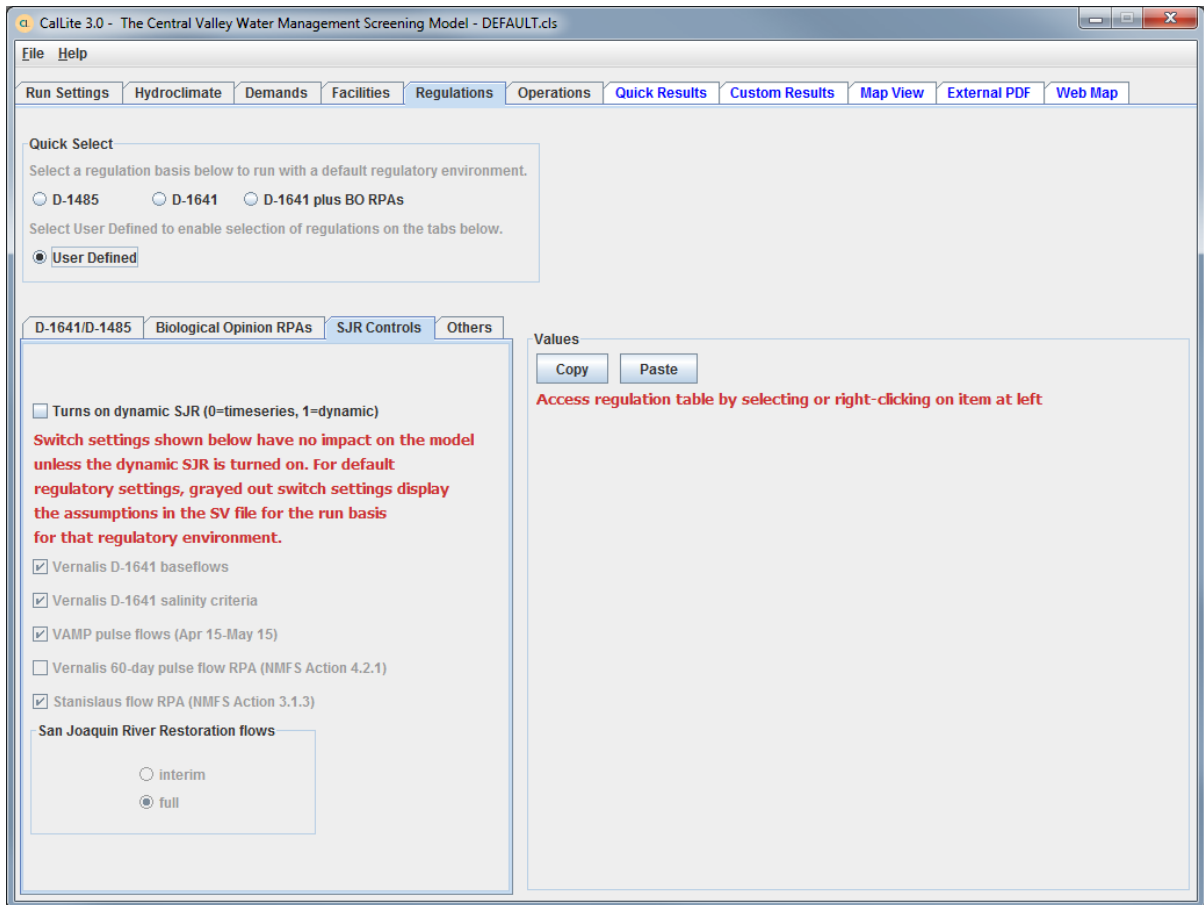 CL CalLite 3.0 - The Central Valley Water Management Screening Model - DEFAULT.cls
File Help
Run Settings Hydroclimate Demands Facilities Regulations Operations Quick Results Custom Results Map View External PDF Web Map
Quick Select
Select a regulation basis below to run with a default regulatory environment.
D-1485 D-1641 D-1641 plus BO RPAs
Select User Defined to enable selection of regulations on the tabs below.
User Defined
D-1641/D-1485 Biological Opinion RPAs SJR Controls Others
Turns on dynamic SJR (0=timeseries, 1=dynamic)
Switch settings shown below have no impact on the model
unless the dynamic SJR is turned on. For default
regulatory settings, grayed out switch settings display
the assumptions in the SV file for the run basis
for that regulatory environment.
Vernalis D-1641 baseflows
Vernalis D-1641 salinity criteria
VAMP pulse flows (Apr 15-May 15)
Vernalis 60-day pulse flow RPA (NMFS Action 4.2.1)
Stanislaus flow RPA (NMFS Action 3.1.3)
San Joaquin River Restoration flows
interim
full
Values
Copy Paste
Access regulation table by selecting or right-clicking on item at left